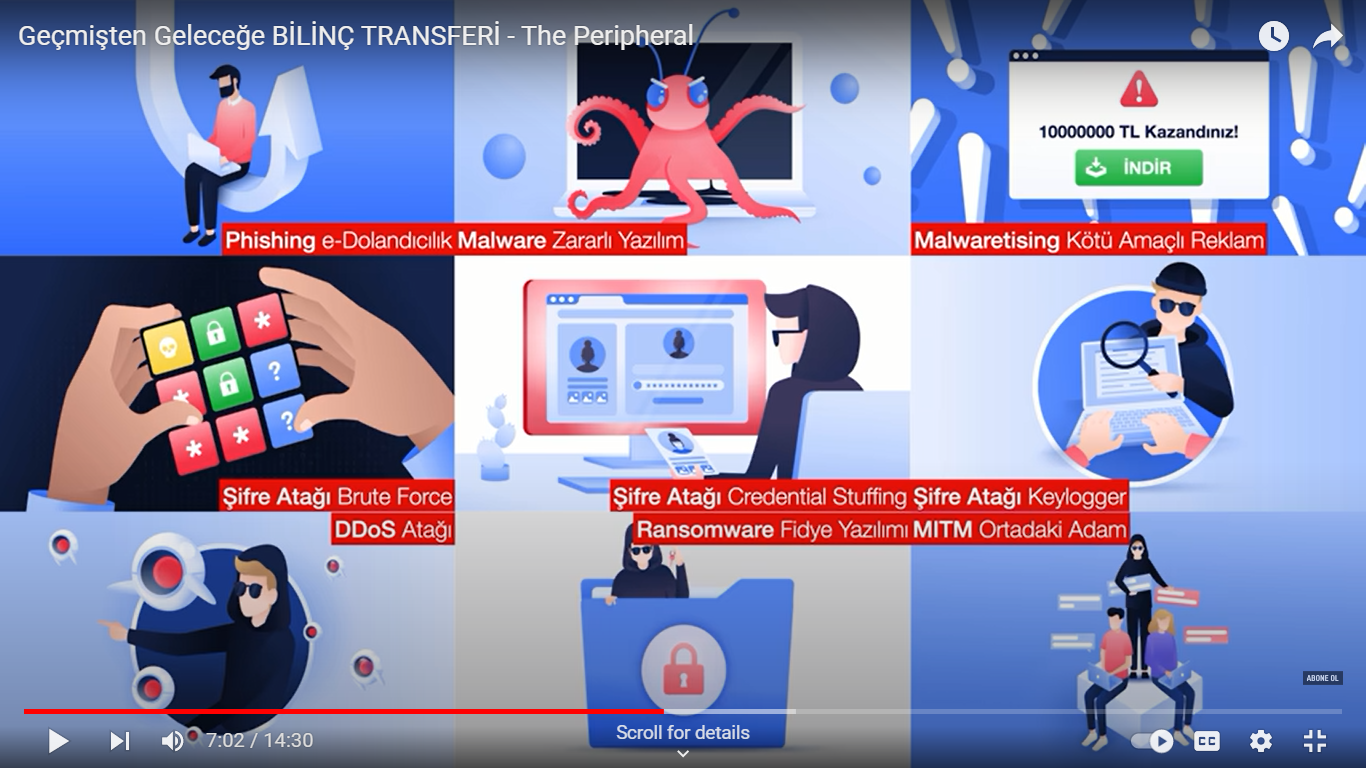 Geçmişten Geleceğe BİLİNÇ TRANSFERİ - The Peripheral
10000000 TL Kazandınız!
İNDİR
Phishing e-Dolandıcılık Malware Zararlı Yazılım
Malwaretising Kötü Amaçlı Reklam
Şifre Atağı Brute Force
Şifre Atağı Credential Stuffing Şifre Atağı Keylogger
DDoS Atağı
Ransomware Fidye Yazılımı MITM Ortadaki Adam
ABONE OL
7:02 / 14:30
Scroll for details
CC